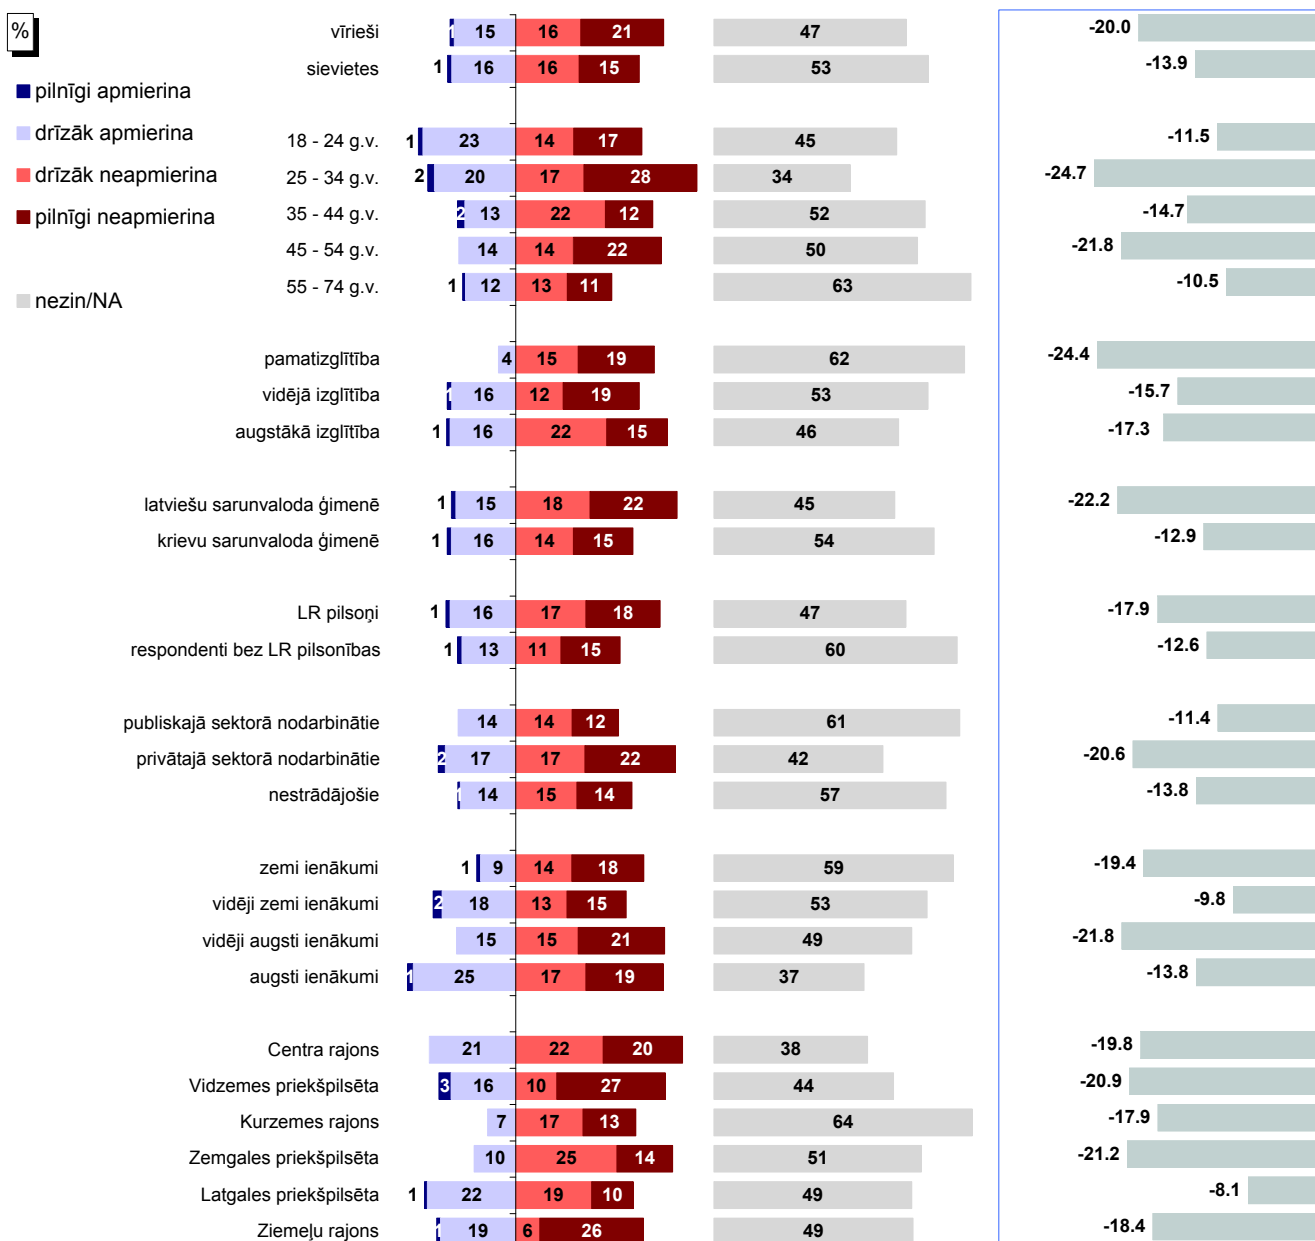 %
pilnīgi apmierina
drīzāk apmierina
drīzāk neapmierina
pilnīgi neapmierina
nezin/NA
vīrieši 1 15 16 21 47 -20.0
sievietes 1 16 16 15 53 -13.9
18 - 24 g.v. 1 23 14 17 45 -11.5
25 - 34 g.v. 2 20 17 28 34 -24.7
35 - 44 g.v. 2 13 22 12 52 -14.7
45 - 54 g.v. 14 14 22 50 -21.8
55 - 74 g.v. 1 12 13 11 63 -10.5
pamatizglītība 4 15 19 62 -24.4
vidējā izglītība 1 16 12 19 53 -15.7
augstākā izglītība 1 16 22 15 46 -17.3
latviešu sarunvaloda ģimenē 1 15 18 22 45 -22.2
krievu sarunvaloda ģimenē 1 16 14 15 54 -12.9
LR pilsoņi 1 16 17 18 47 -17.9
respondenti bez LR pilsonības 1 13 11 15 60 -12.6
publiskajā sektorā nodarbinātie 14 14 12 61 -11.4
privātajā sektorā nodarbinātie 2 17 17 22 42 -20.6
nestrādājošie 1 14 15 14 57 -13.8
zemi ienākumi 1 9 14 18 59 -19.4
vidēji zemi ienākumi 2 18 13 15 53 -9.8
vidēji augsti ienākumi 15 15 21 49 -21.8
augsti ienākumi 1 25 17 19 37 -13.8
Centra rajons 21 22 20 38 -19.8
Vidzemes priekšpilsēta 3 16 10 27 44 -20.9
Kurzemes rajons 7 17 13 64 -17.9
Zemgales priekšpilsēta 10 25 14 51 -21.2
Latgales priekšpilsēta 1 22 19 10 49 -8.1
Ziemeļu rajons 1 19 6 26 49 -18.4